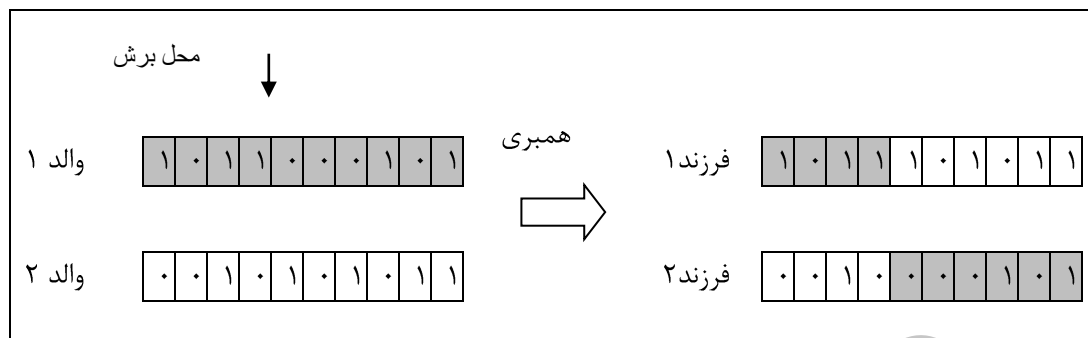 محل برش
والد ۱
۱ ۰ ۱ ۱ ۰ ۰ ۰ ۱ ۰ ۱
همبری
فرزند۱
۱ ۰ ۱ ۱ ۱ ۰ ۱ ۰ ۱ ۱
والد ۲
۰ ۰ ۱ ۰ ۱ ۰ ۱ ۰ ۱ ۱
فرزند۲
۰ ۰ ۱ ۰ ۰ ۰ ۰ ۱ ۰ ۱